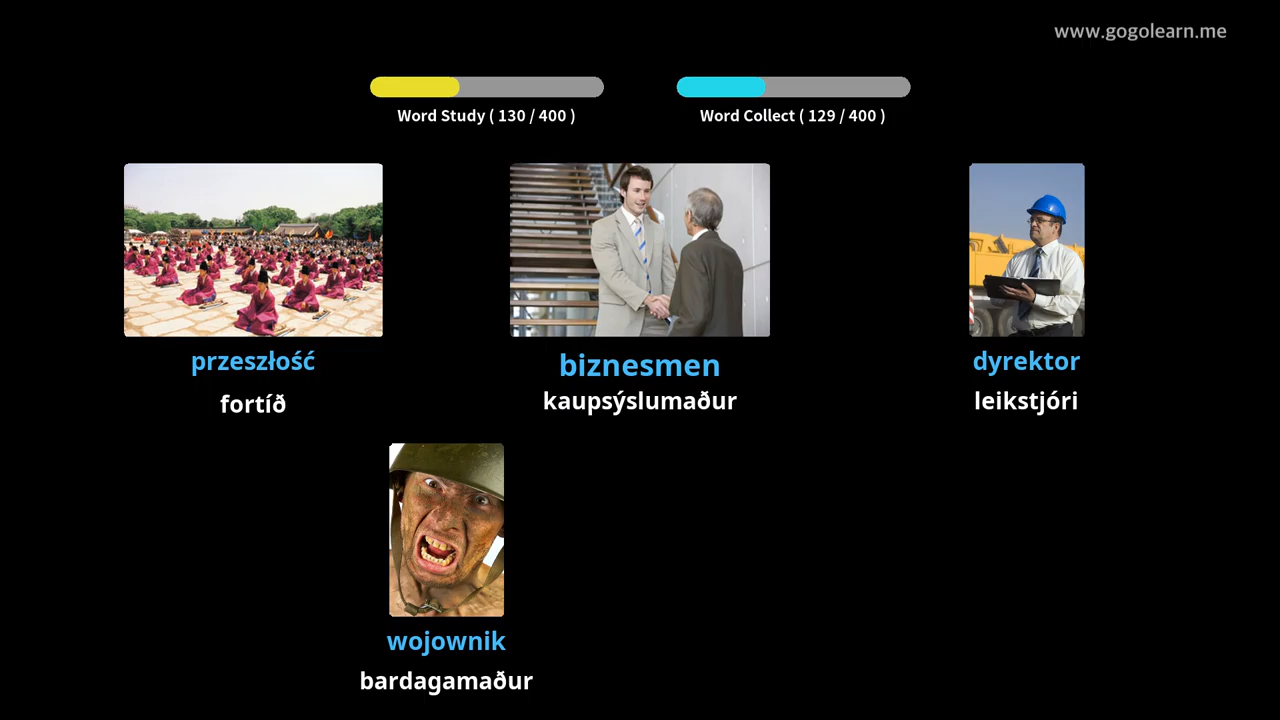 www.gogolearn.me
Word Study ( 130 / 400 )
Word Collect ( 129 / 400 )
przeszłość
biznesmen
dyrektor
fortíð
kaupsýslumaður
leikstjóri
wojownik
bardagamaður